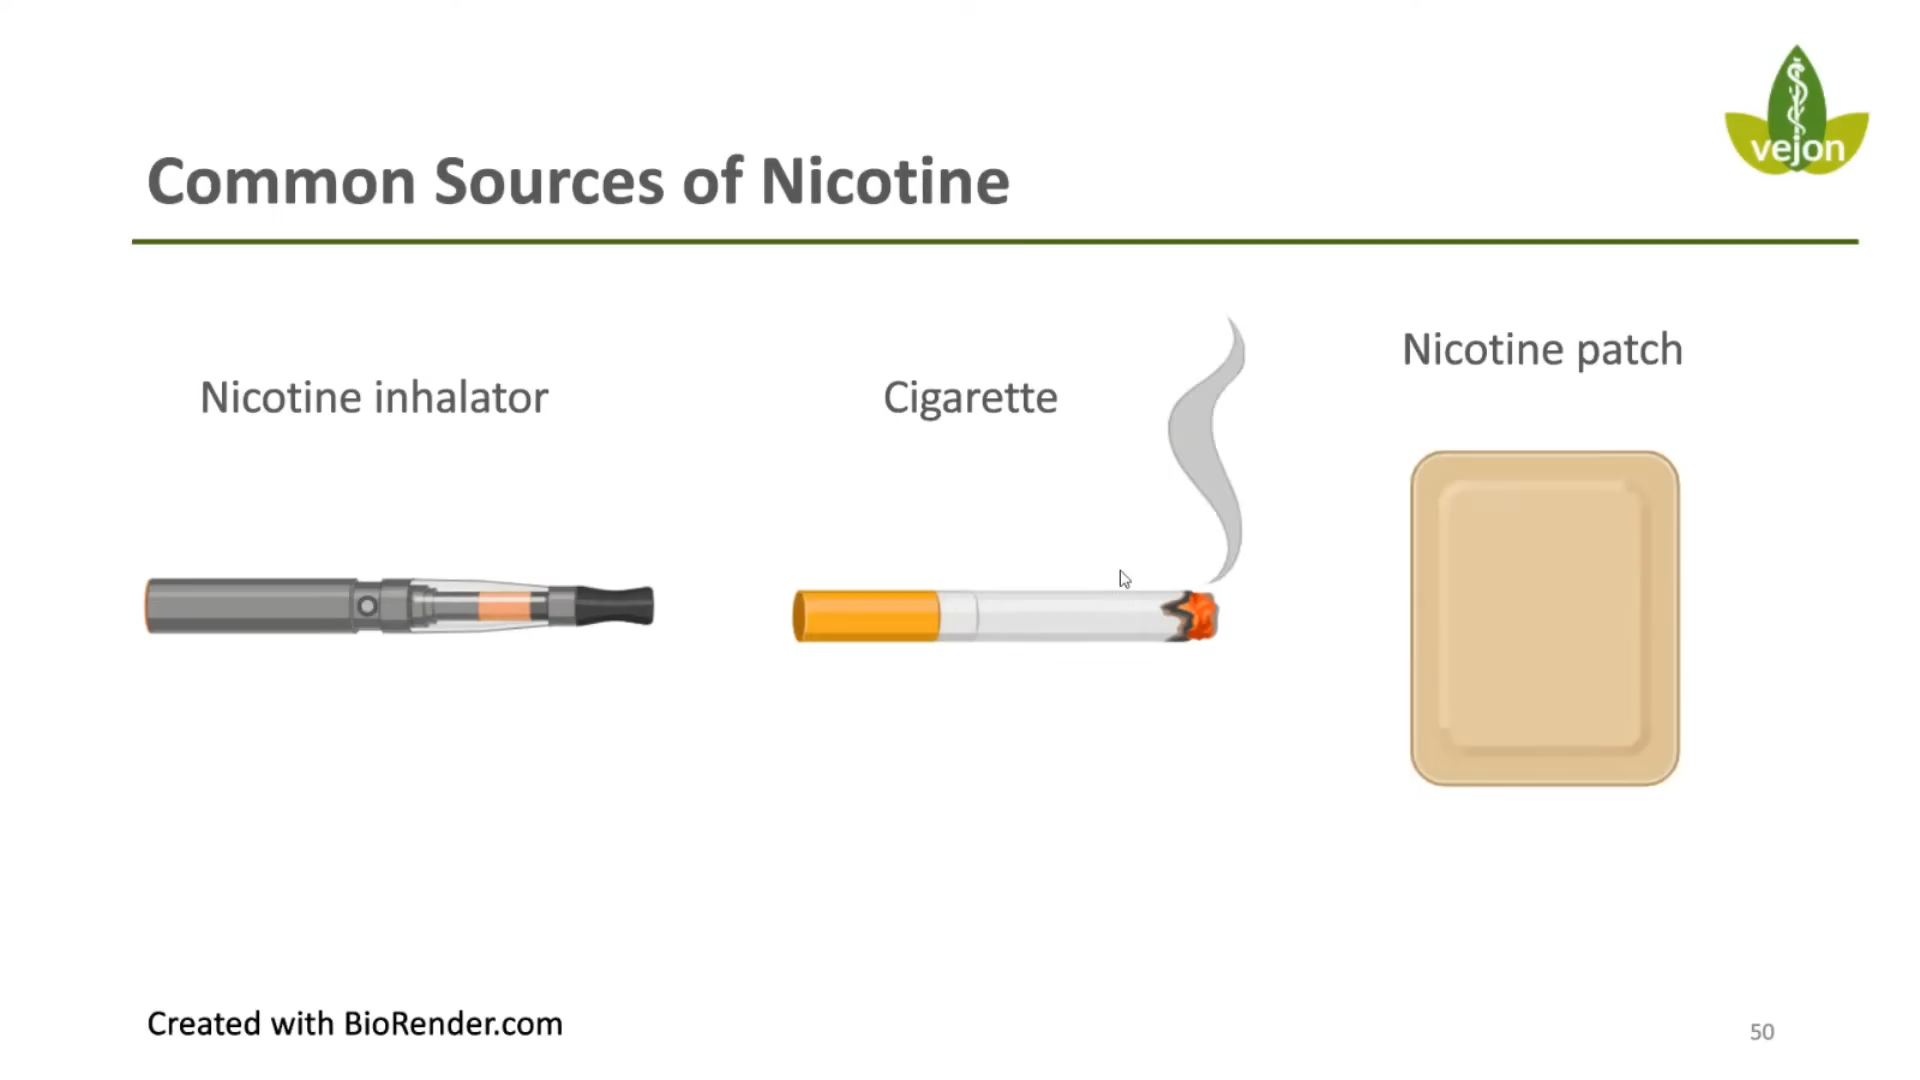 vejon
Common Sources of Nicotine
Nicotine inhalator
Cigarette
Nicotine patch
Created with BioRender.com
50